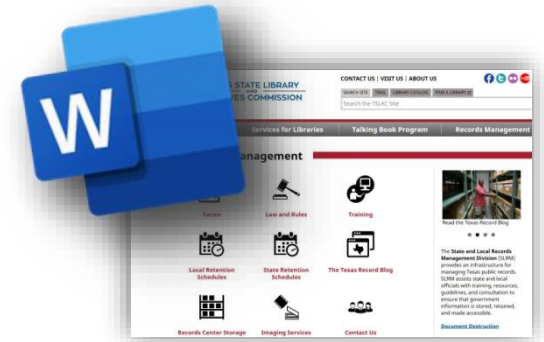 W
CONTACT US | VISIT US | ABOUT US
STATE LIBRARY
AND
COMMISSION
SEARCH SITE TRAIL LIBRARY CATALOG FIND A LIBRARY
Search the TSLAC Site
Services for Libraries Talking Book Program Records Management
anagement
Forms
Law and Rules
Training
Read the Texas Record Blog
Local Retention
Schedules
State Retention
Schedules
The Texas Record Blog
The State and Local Records
Management Division (SLRM)
provides an infrastructure for
managing Texas public records.
SLRM assists state and local
officials with training, resources,
guidelines, and consultation to
ensure that government
information is stored, retained,
and made accessible.
Document Destruction
Records Center Storage
Imaging Services
Contact Us